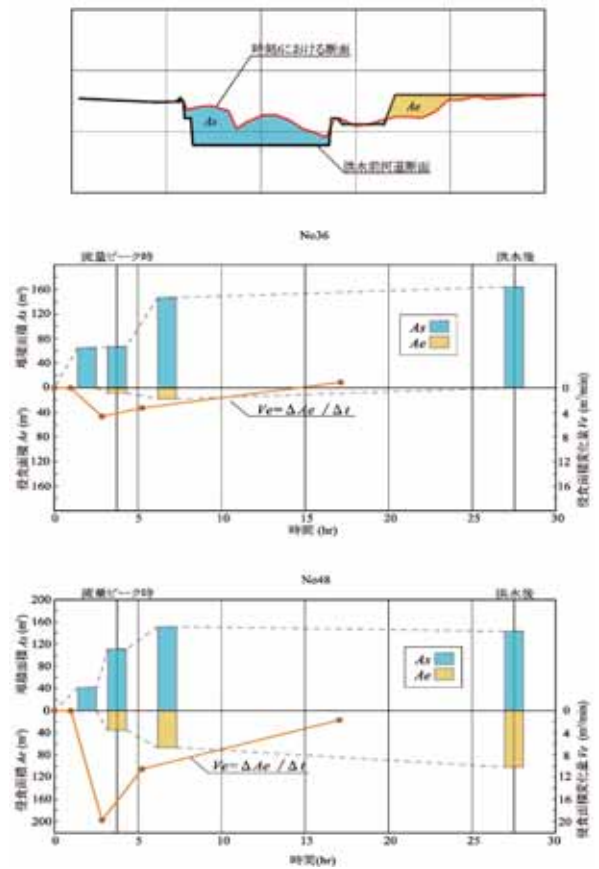 時刻tにおける断面
As
Ae
洪水前河道断面
No36
流量ピーク時
洪水後
堆積面積 As (m²)
160
120
80
40
0
As
Ae
侵食面積 Ae (m²)
40
80
120
160
Ve=ΔAe / Δt
侵食面積変化量 Ve (m²/min)
0
4
8
12
16
0
5
10
15
20
25
30
時間 (hr)
No48
流量ピーク時
洪水後
堆積面積 As (m²)
200
160
120
80
40
0
As
Ae
侵食面積 Ae (m²)
40
80
120
160
200
Ve=ΔAe / Δt
侵食面積変化量 Ve (m²/min)
0
4
8
12
16
20
0
5
10
15
20
25
30
時間(hr)